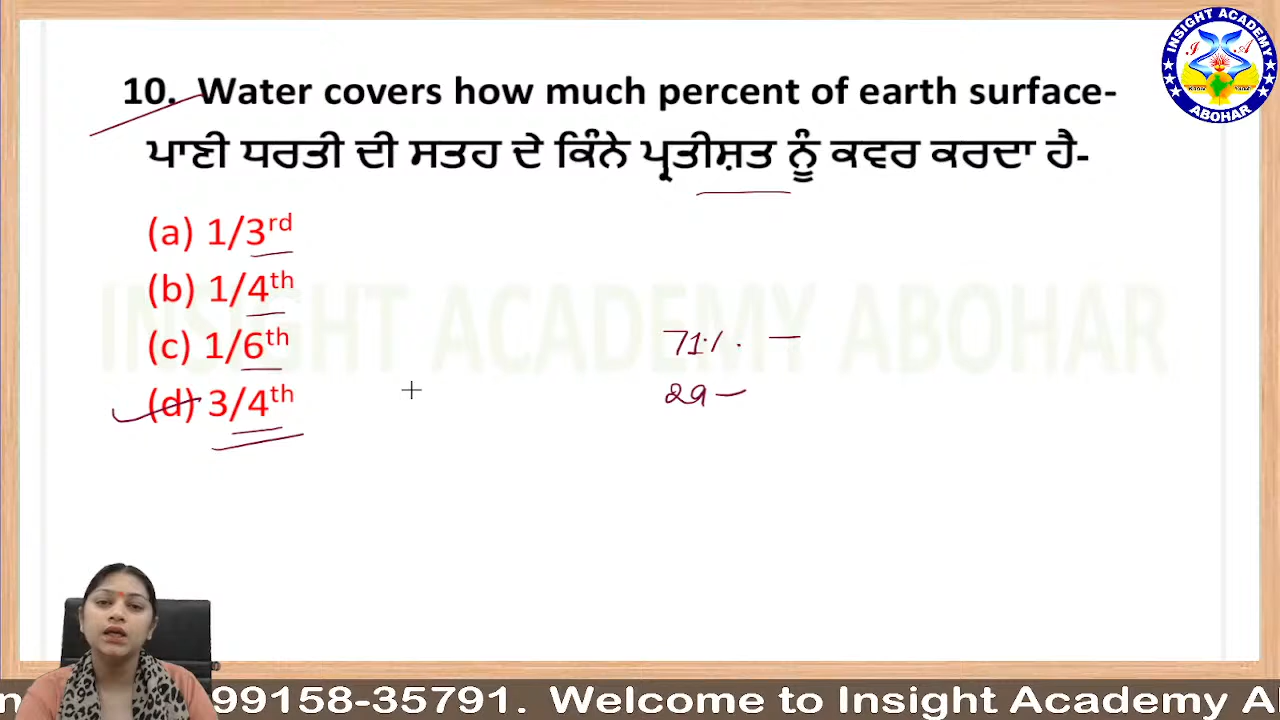 INSIGHT ACADEMY
ABOHAR
10. Water covers how much percent of earth surface-
ਪਾਣੀ ਧਰਤੀ ਦੀ ਸਤਹ ਦੇ ਕਿੰਨੇ ਪ੍ਰਤੀਸ਼ਤ ਨੂੰ ਕਵਰ ਕਰਦਾ ਹੈ-
(a) 1/3rd
(b) 1/4th
(c) 1/6th
(d) 3/4th
INSIGHT ACADEMY ABOHAR
71%. —
29 —
99158-35791. Welcome to Insight Academy A